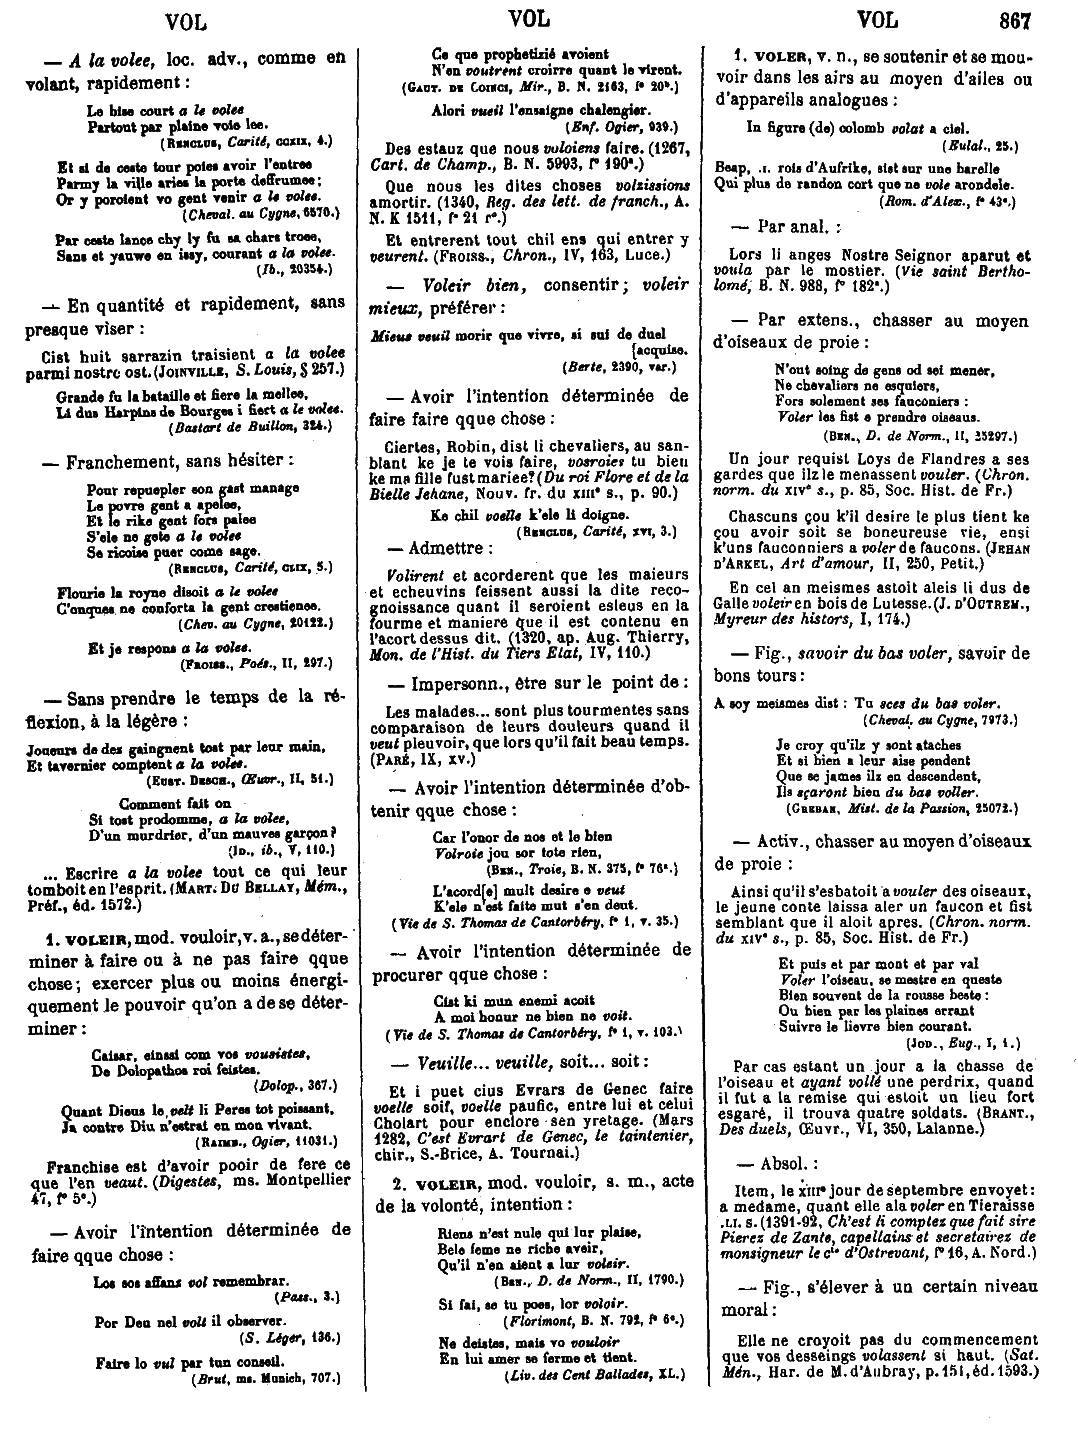 VOL
VOL
VOL
867
— A la volee, loc. adv., comme en
volant, rapidement :
Le bise court a le volee
Partout par plaine voie lee.
(Renclus, Carité, ccxix, 4.)
Et si de ceste tour poies avoir l'entree
Parmy la ville aries la porte deffrumee;
Or y porolent vo gent venir a le volee.
(Cheval. au Cygne, 6570.)
Par ceste lance chy ly fu sa chars troee,
Sans et yauwe en issy, courant a la volee.
(Ib., 20354.)
— En quantité et rapidement, sans
presque viser :
Cist huit sarrazin traisient a la volee
parmi nostre ost. (Joinville, S. Louis, § 257.)
Grande fu la bataille et fiere la mellee,
Li dus Harpins de Bourges i fiert a le volee.
(Bastart de Buillon, 324.)
— Franchement, sans hésiter :
Pour repuepler son gast manage
Le povre gent a apelee,
Et le rike gent fors palee
S'ele ne gete a le volee
Se ricoise puer come sage.
(Renclus, Carité, clix, 5.)
Flourie la royne disoit a le volee
C'onques ne conforta la gent crestienee.
(Chev. au Cygne, 20122.)
Et je respons a la volee.
(Froiss., Poés., II, 297.)
— Sans prendre le temps de la ré-
flexion, à la légère :
Joueurs de dez gaingnent tost par leur main,
Et tavernier comptent a la volee.
(Eust. Desch., Œuvr., II, 51.)
Comment fait on
Si tost prodomme, a la volee,
D'un murdrier, d'un mauves garçon?
(Id., ib., V, 110.)
... Escrire a la volee tout ce qui leur
tomboit en l'esprit. (Mart. Du Bellay, Mém.,
Préf., éd. 1572.)
1. VOLEIR, mod. vouloir, v. a., se déter-
miner à faire ou à ne pas faire qque
chose; exercer plus ou moins énergi-
quement le pouvoir qu'on a de se déter-
miner :
Caisar, einssi com vos vousistes,
De Dolopathos roi feistes.
(Dolop., 367.)
Quant Dieus le velt li Peres tot poissant,
Ja contre Diu n'estrai en mon vivant.
(Raimb., Ogier, 11031.)
Franchise est d'avoir pooir de fere ce
que l'en veaut. (Digestes, ms. Montpellier
47, f° 5ᵃ.)
— Avoir l'intention déterminée de
faire qque chose :
Los sos affans vol remembrar.
(Pass., 3.)
Por Deu nel volt il observer.
(S. Léger, 136.)
Faire lo vul par tun conseil.
(Brut, ms. Munich, 707.)
Ce que prophetizié avoient
N'en voutrent croirre quant le virent.
(Gaut. de Coinci, Mir., B. N. 2163, f° 20ᵇ.)
Alori vueil l'ensaigne chalengier.
(Enf. Ogier, 939.)
Des estauz que nous vuloiens faire. (1267,
Cart. de Champ., B. N. 5993, f° 190ᵃ.)
Que nous les dites choses volzissions
amortir. (1340, Reg. des lett. de franch., A.
N. K 1511, f° 21 r°.)
Et entrerent tout chil ens qui entrer y
veurent. (Froiss., Chron., IV, 163, Luce.)
— Voleir bien, consentir; voleir
mieux, préférer :
Mieus veuil morir que vivre, si sui de duel
[acquise.
(Berte, 2390, var.)
— Avoir l'intention déterminée de
faire faire qque chose :
Ciertes, Robin, dist li chevaliers, au san-
blant ke je te vois faire, vosroies tu bien
ke ma fille fust mariee? (Du roi Flore et de la
Bielle Jehane, Nouv. fr. du XIIIᵉ s., p. 90.)
Ke chil voelle k'ele li doigne.
(Renclus, Carité, xvi, 3.)
— Admettre :
Volirent et acorderent que les maieurs
et echeuvins feissent aussi la dite reco-
gnoissance quant il seroient esleus en la
fourme et maniere que il est contenu en
l'acort dessus dit. (1320, ap. Aug. Thierry,
Mon. de l'Hist. du Tiers Etat, IV, 110.)
— Impersonn., être sur le point de :
Les malades... sont plus tourmentes sans
comparaison de leurs douleurs quand il
veut pleuvoir, que lors qu'il fait beau temps.
(Paré, IX, xv.)
— Avoir l'intention déterminée d'ob-
tenir qque chose :
Car l'onor de nos et le bien
Volroie jou sor tote rien,
(Ben., Troie, B. N. 375, f° 76ᵃ.)
L'acord[e] mult desire e veut
K'ele n'est faite mut s'en deut.
(Vie de S. Thomas de Cantorbéry, f° 1, v. 35.)
— Avoir l'intention déterminée de
procurer qque chose :
Cist ki mun enemi acoit
A moi honur ne bien ne voit.
(Vie de S. Thomas de Cantorbéry, f° 1, v. 103.)
— Veuille... veuille, soit... soit :
Et i puet cius Evrars de Genec faire
voelle soif, voelle paufic, entre lui et celui
Cholart pour enclore sen yretage. (Mars
1282, C'est Evrart de Genec, le taintenier,
chir., S.-Brice, A. Tournai.)
2. VOLEIR, mod. vouloir, s. m., acte
de la volonté, intention :
Riens n'est nule qui lur plaise,
Bele feme ne riche aveir,
Qu'il n'en aient a lur voleir.
(Ben., D. de Norm., II, 1790.)
Si fai, se tu poes, lor voloir.
(Florimont, B. N. 792, f° 6ᵃ.)
Ne deistes, mais vo vouloir
En lui amer se ferme et tient.
(Liv. des Cent Ballades, XL.)
1. VOLER, v. n., se soutenir et se mou-
voir dans les airs au moyen d'ailes ou
d'appareils analogues :
In figure (de) colomb volat a ciel.
(Eulal., 25.)
Beap, .i. rois d'Aufrike, sist sur une barelle
Qui plus de randon cort que ne vole arondele.
(Rom. d'Alex., f° 43ᵃ.)
— Par anal. :
Lors li anges Nostre Seignor aparut et
voula par le mostier. (Vie saint Bertho-
lomé, B. N. 988, f° 182ᵃ.)
— Par extens., chasser au moyen
d'oiseaux de proie :
N'out soing de gens od sei mener,
Ne chevaliers ne esquiers,
Fors solement ses fauconiers :
Voler les fist e prendre oiseaus.
(Ben., D. de Norm., II, 25297.)
Un jour requist Loys de Flandres a ses
gardes que ilz le menassent vouler. (Chron.
norm. du XIVᵉ s., p. 85, Soc. Hist. de Fr.)
Chascuns çou k'il desire le plus tient ke
çou avoir soit se boneureuse vie, ensi
k'uns fauconniers a voler de faucons. (Jehan
d'Arkel, Art d'amour, II, 250, Petit.)
En cel an meismes astoit aleis li dus de
Galle voleir en bois de Lutesse. (J. d'Outrem.,
Myreur des histors, I, 174.)
— Fig., savoir du bas voler, savoir de
bons tours :
A soy meismes dist : Tu sces du bas voler.
(Cheval. au Cygne, 7973.)
Je croy qu'ilz y sont ataches
Et si bien a leur aise pendent
Que se james ilz en descendent,
Ils sçaront bien du bas voller.
(Greban, Mist. de la Passion, 25072.)
— Activ., chasser au moyen d'oiseaux
de proie :
Ainsi qu'il s'esbatoit a vouler des oiseaux,
le jeune conte laissa aler un faucon et fist
semblant que il aloit apres. (Chron. norm.
du XIVᵉ s., p. 85, Soc. Hist. de Fr.)
Et puis et par mont et par val
Voler l'oiseau, se mestre en queste
Bien souvent de la rousse beste :
Ou bien par les plaines errant
Suivre le lievre bien courant.
(Jod., Eug., I, 1.)
Par cas estant un jour a la chasse de
l'oiseau et ayant vollé une perdrix, quand
il fut a la remise qui estoit un lieu fort
esgaré, il trouva quatre soldats. (Brant.,
Des duels, Œuvr., VI, 350, Lalanne.)
— Absol. :
Item, le XIIIᵉ jour de septembre envoyet :
a medame, quant elle ala voler en Tieraisse
.LI. s. (1391-92, Ch'est li comptez que fait sire
Pierez de Zante, capellains et secretairez de
monsigneur le cᵗᵉ d'Ostrevant, f° 16, A. Nord.)
— Fig., s'élever à un certain niveau
moral :
Elle ne croyoit pas du commencement
que vos desseings volassent si haut. (Sat.
Mén., Har. de M. d'Aubray, p. 151, éd. 1593.)